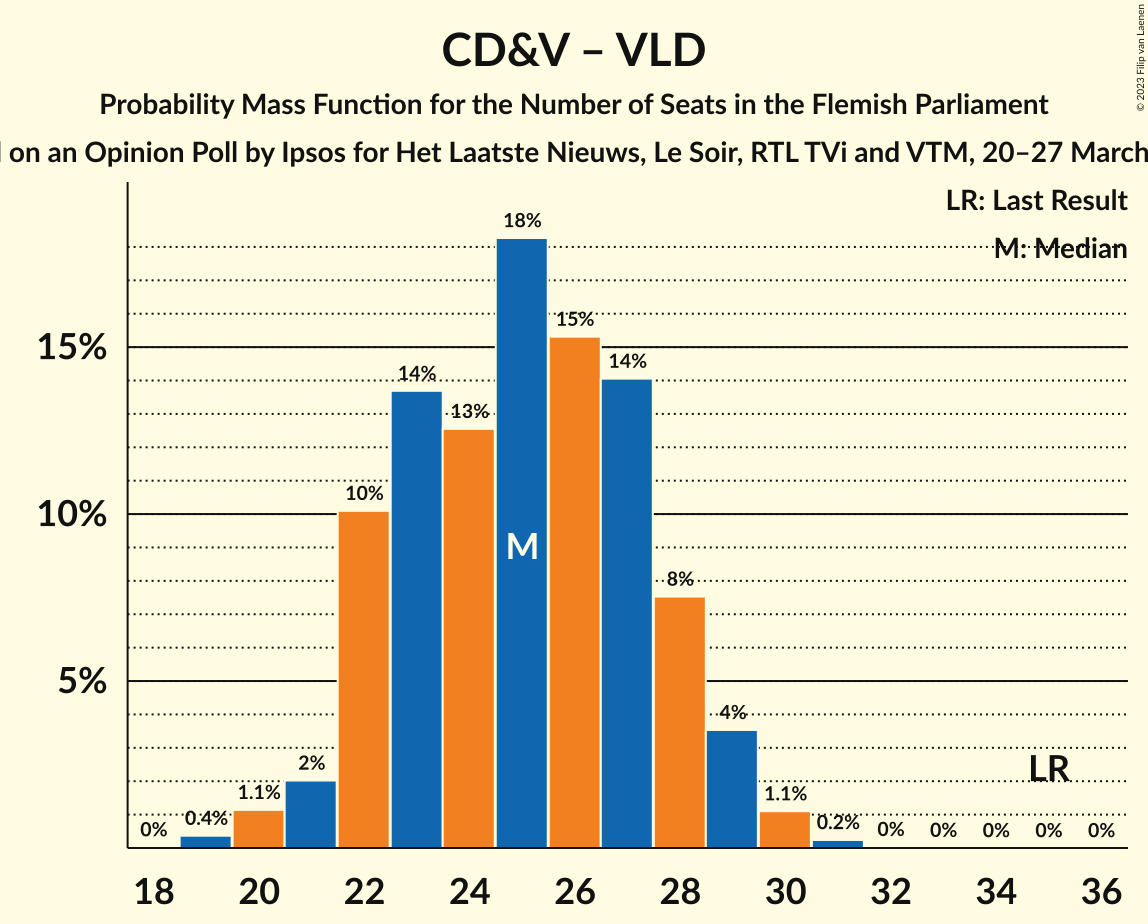 CD&V – VLD
Probability Mass Function for the Number of Seats in the Flemish Parliament
on an Opinion Poll by Ipsos for Het Laatste Nieuws, Le Soir, RTL TVi and VTM, 20–27 March
© 2023 Filip van Laenen
LR: Last Result
M: Median
18%
15%
15%
14%
14%
13%
10%
10%
M
8%
5%
4%
LR
2%
1.1%
1.1%
0.4%
0.2%
0%
0%
0%
0%
0%
0%
18 20 22 24 26 28 30 32 34 36